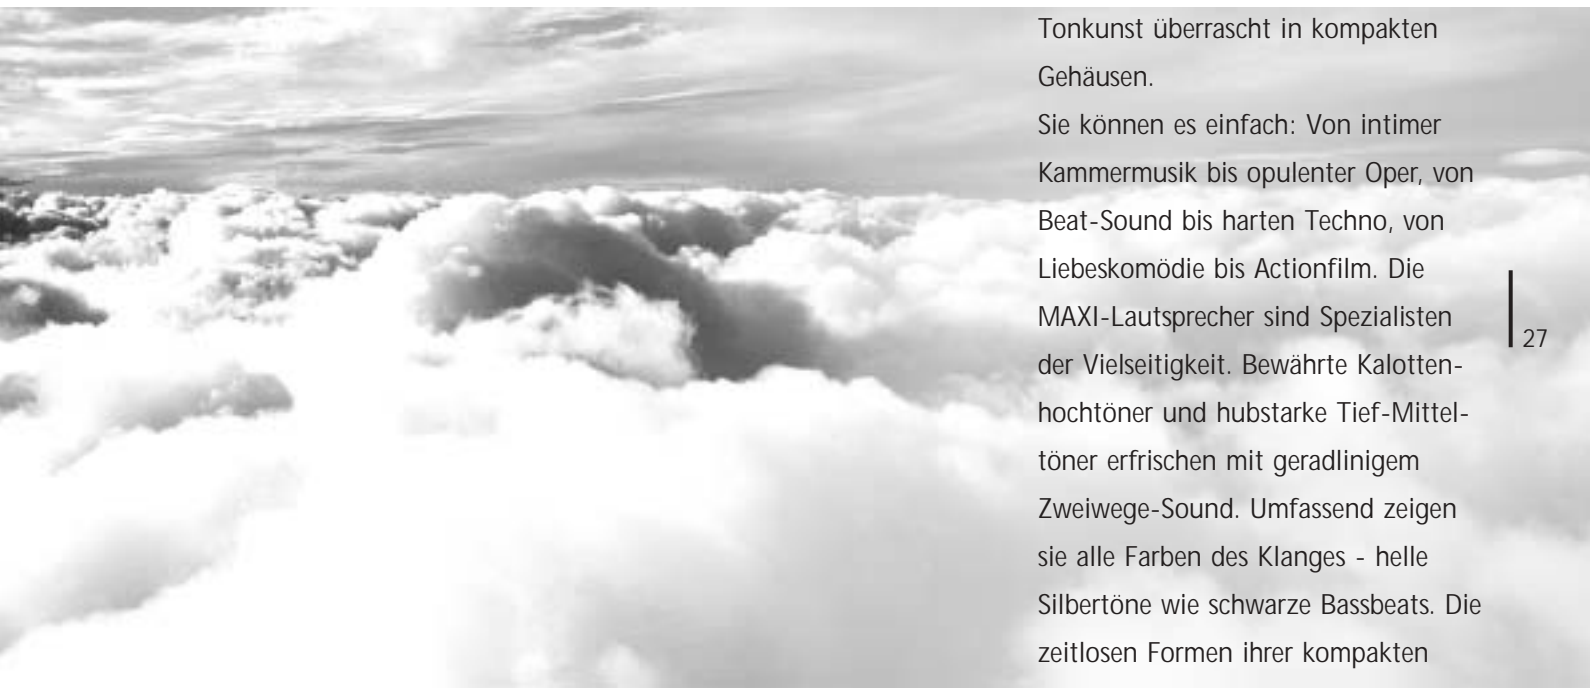 Tonkunst überrascht in kompakten
Gehäusen.
Sie können es einfach: Von intimer
Kammermusik bis opulenter Oper, von
Beat-Sound bis harten Techno, von
Liebeskomödie bis Actionfilm. Die
MAXI-Lautsprecher sind Spezialisten
der Vielseitigkeit. Bewährte Kalotten-
hochtöner und hubstarke Tief-Mittel-
töner erfrischen mit geradlinigem
Zweiwege-Sound. Umfassend zeigen
sie alle Farben des Klanges - helle
Silbertöne wie schwarze Bassbeats. Die
zeitlosen Formen ihrer kompakten
27